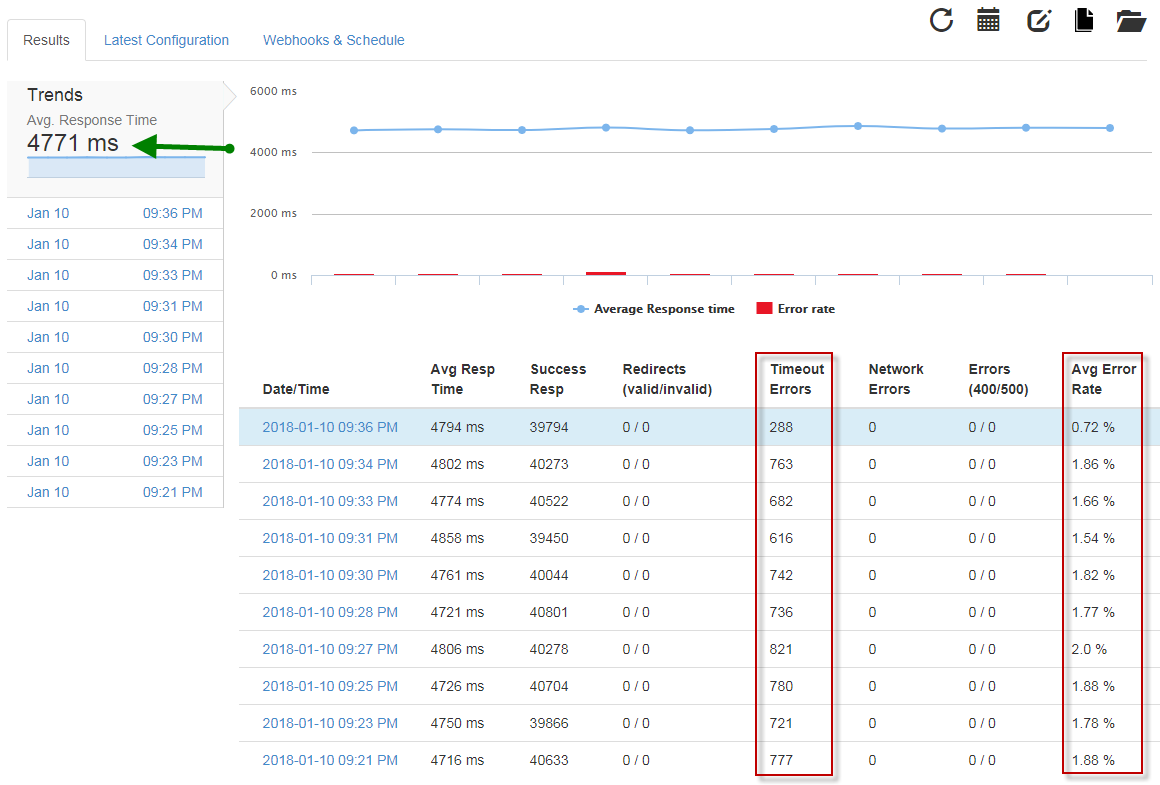 Results Latest Configuration Webhooks & Schedule
Trends
Avg. Response Time
4771 ms
Jan 10 09:36 PM
Jan 10 09:34 PM
Jan 10 09:33 PM
Jan 10 09:31 PM
Jan 10 09:30 PM
Jan 10 09:28 PM
Jan 10 09:27 PM
Jan 10 09:25 PM
Jan 10 09:23 PM
Jan 10 09:21 PM
6000 ms
4000 ms
2000 ms
0 ms
Average Response time Error rate
Avg Resp Success Redirects Timeout Network Errors Avg Error
Date/Time Time Resp (valid/invalid) Errors Errors (400/500) Rate
2018-01-10 09:36 PM 4794 ms 39794 0 / 0 288 0 0 / 0 0.72 %
2018-01-10 09:34 PM 4802 ms 40273 0 / 0 763 0 0 / 0 1.86 %
2018-01-10 09:33 PM 4774 ms 40522 0 / 0 682 0 0 / 0 1.66 %
2018-01-10 09:31 PM 4858 ms 39450 0 / 0 616 0 0 / 0 1.54 %
2018-01-10 09:30 PM 4761 ms 40044 0 / 0 742 0 0 / 0 1.82 %
2018-01-10 09:28 PM 4721 ms 40801 0 / 0 736 0 0 / 0 1.77 %
2018-01-10 09:27 PM 4806 ms 40278 0 / 0 821 0 0 / 0 2.0 %
2018-01-10 09:25 PM 4726 ms 40704 0 / 0 780 0 0 / 0 1.88 %
2018-01-10 09:23 PM 4750 ms 39866 0 / 0 721 0 0 / 0 1.78 %
2018-01-10 09:21 PM 4716 ms 40633 0 / 0 777 0 0 / 0 1.88 %